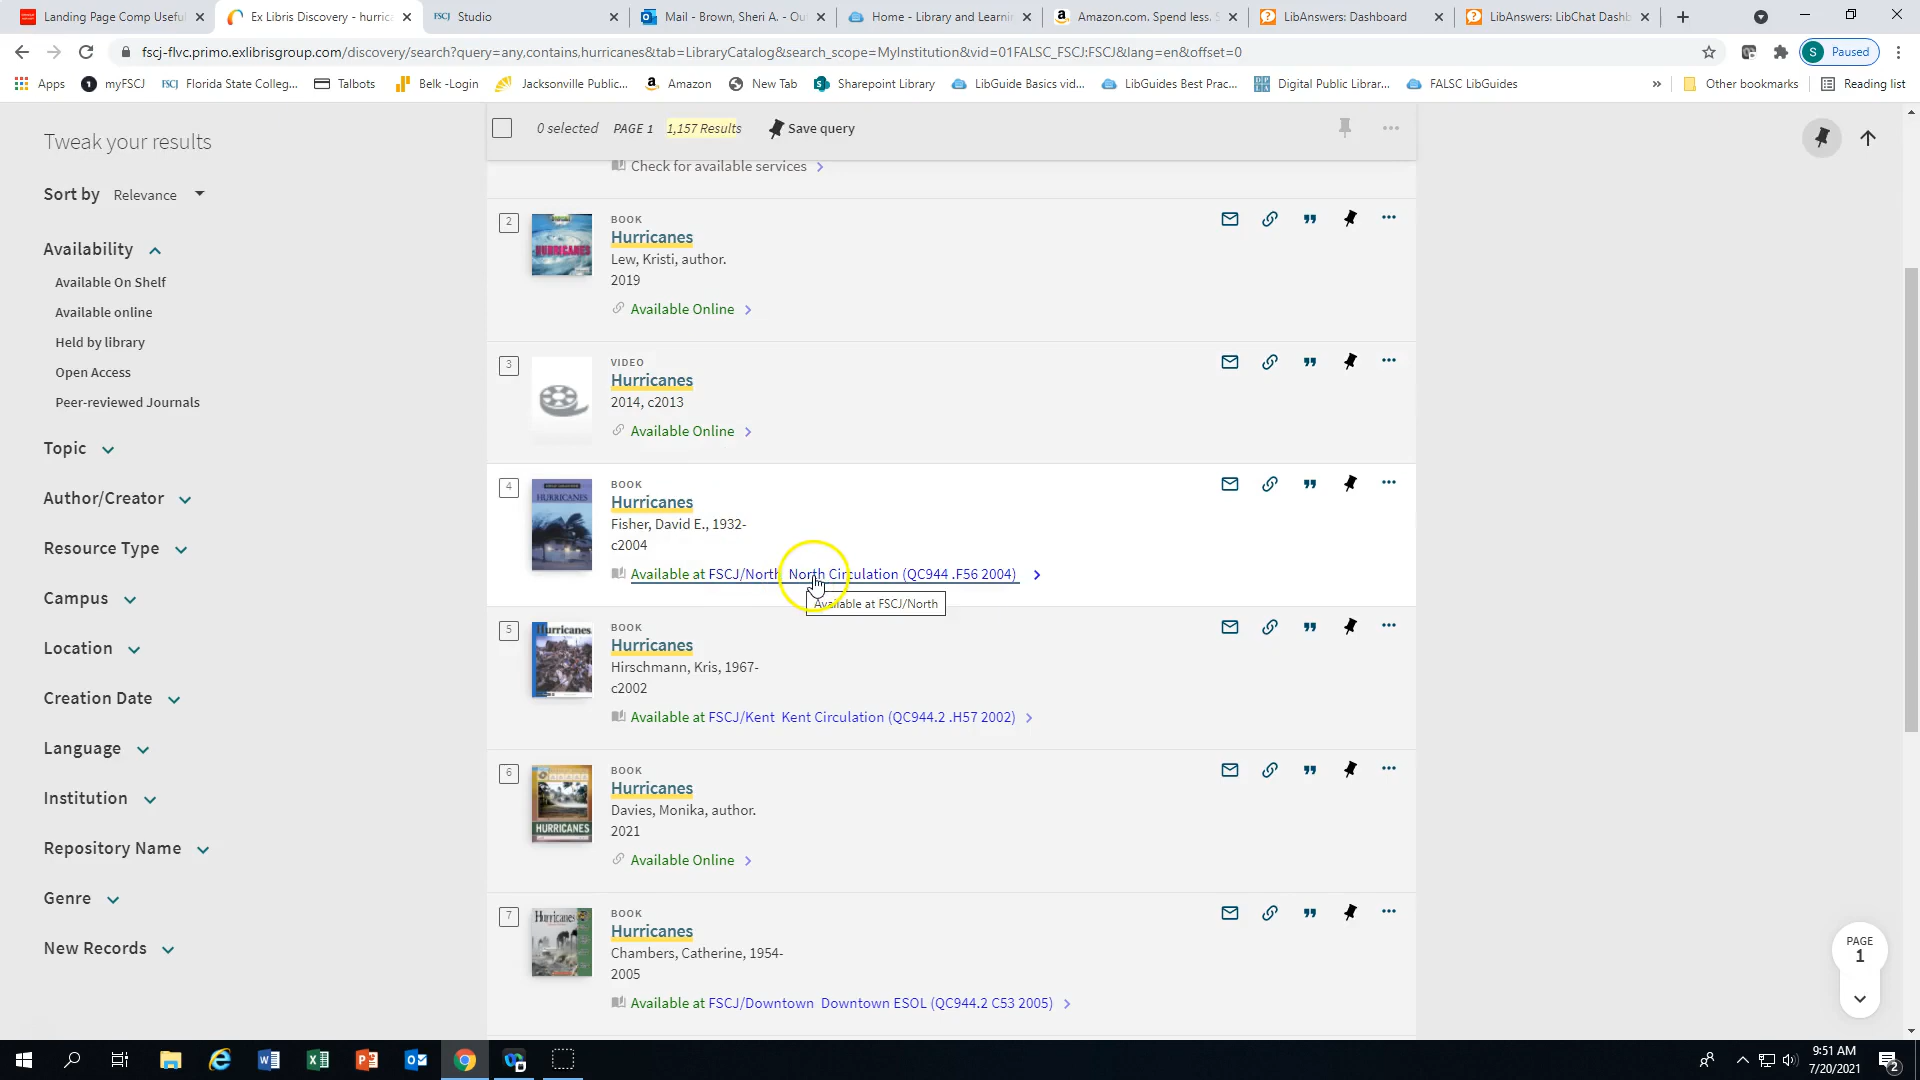 Landing Page Comp Useful
Ex Libris Discovery - hurrica
FSCJ Studio
Mail - Brown, Sheri A. - Ou
Home - Library and Learnin
Amazon.com. Spend less. S
LibAnswers: Dashboard
LibAnswers: LibChat Dashb
fscj-flvc.primo.exlibrisgroup.com/discovery/search?query=any,contains,hurricanes&tab=LibraryCatalog&search_scope=MyInstitution&vid=01FALSC_FSCJ:FSCJ&lang=en&offset=0
S Paused
Apps
myFSCJ
FSCJ Florida State Colleg...
Talbots
Belk -Login
Jacksonville Public...
Amazon
New Tab
Sharepoint Library
LibGuide Basics vid...
LibGuides Best Prac...
Digital Public Librar...
FALSC LibGuides
»
Other bookmarks
Reading list
Tweak your results
Sort by Relevance
Availability
Available On Shelf
Available online
Held by library
Open Access
Peer-reviewed Journals
Topic
Author/Creator
Resource Type
Campus
Location
Creation Date
Language
Institution
Repository Name
Genre
New Records
0 selected PAGE 1 1,157 Results Save query
Check for available services
2
BOOK
Hurricanes
Lew, Kristi, author.
2019
Available Online
HURRICANES
3
VIDEO
Hurricanes
2014, c2013
Available Online
4
BOOK
Hurricanes
Fisher, David E., 1932-
c2004
Available at FSCJ/North North Circulation (QC944 .F56 2004)
Available at FSCJ/North
HURRICANES
5
BOOK
Hurricanes
Hirschmann, Kris, 1967-
c2002
Available at FSCJ/Kent Kent Circulation (QC944.2 .H57 2002)
Hurricanes
6
BOOK
Hurricanes
Davies, Monika, author.
2021
Available Online
HURRICANES
7
BOOK
Hurricanes
Chambers, Catherine, 1954-
2005
Available at FSCJ/Downtown Downtown ESOL (QC944.2 C53 2005)
Hurricanes
PAGE
1
9:51 AM
7/20/2021
2